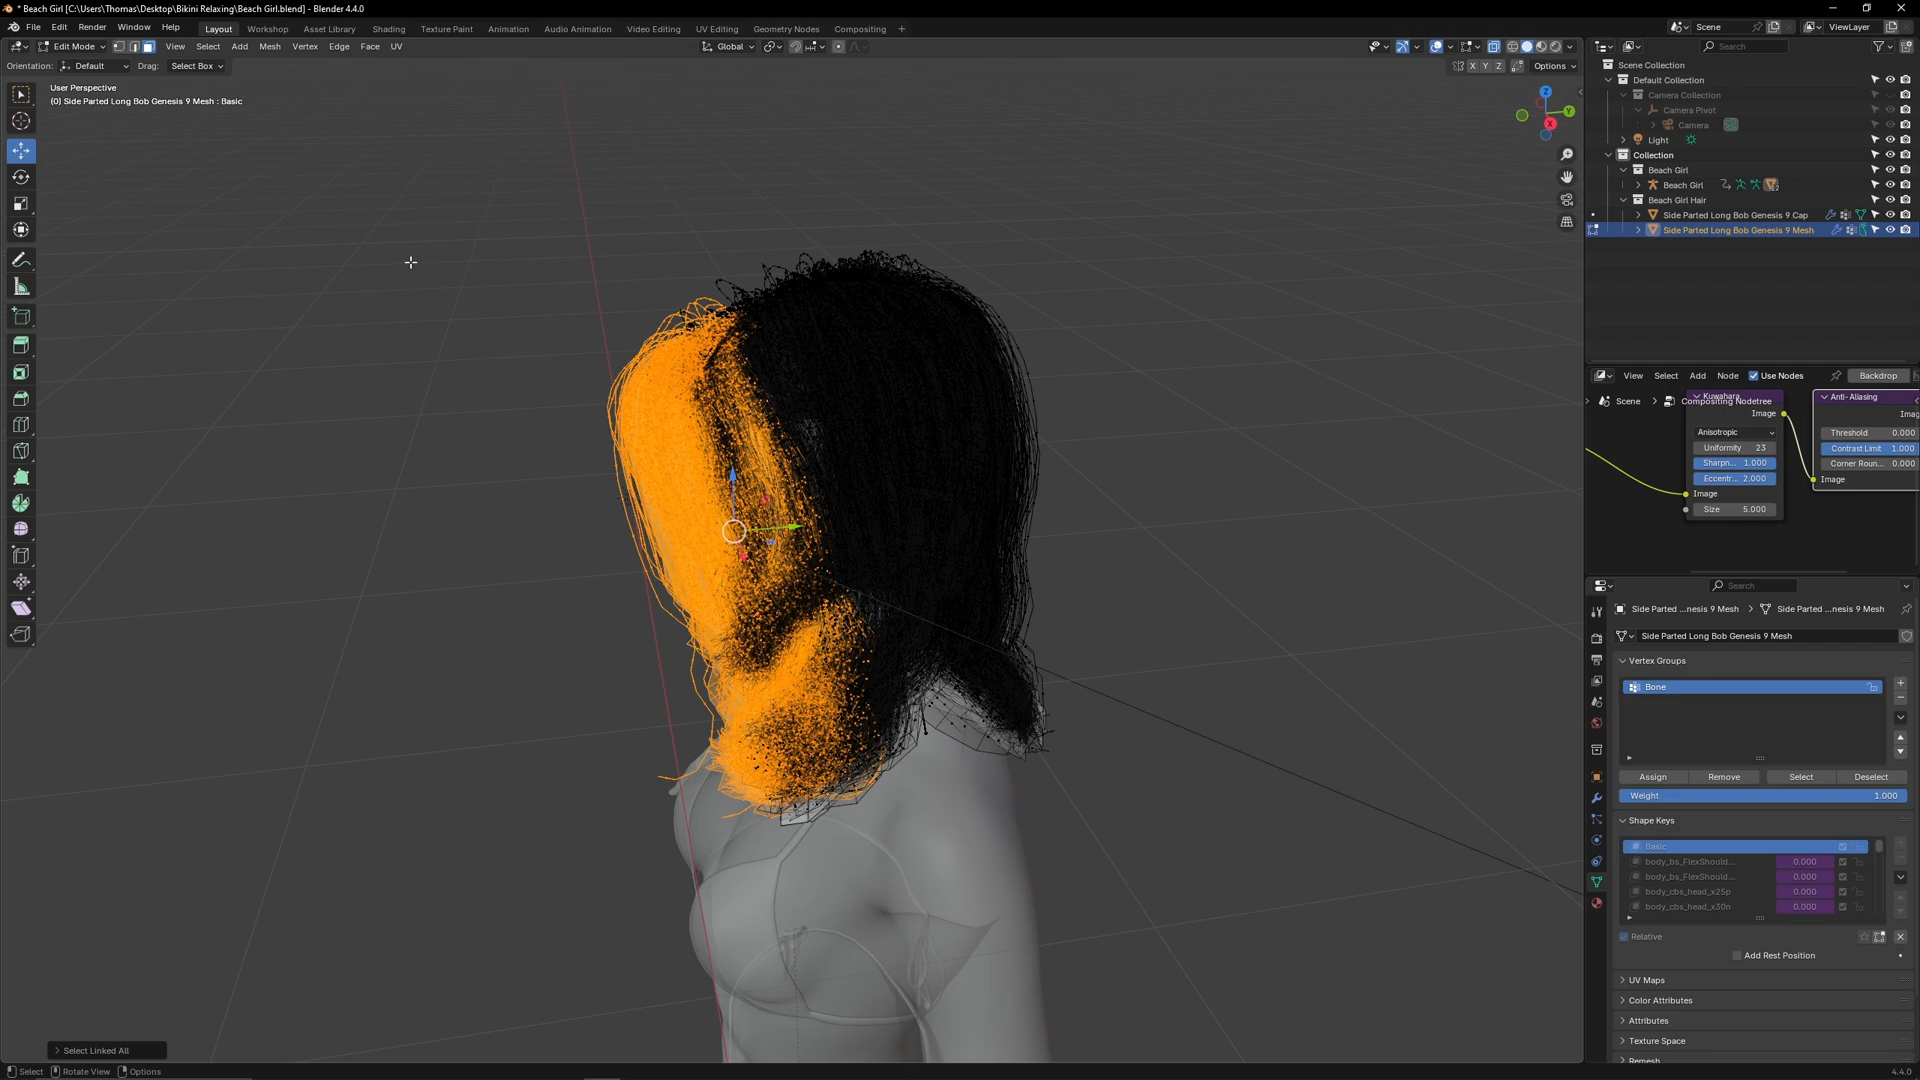 * Beach Girl [C:\Users\Thomas\Desktop\Bikini Relaxing\Beach Girl.blend] - Blender 4.4.0
File Edit Render Window Help Layout Workshop Shading Texture Paint Animation Audio Animation Video Editing UV Editing Geometry Nodes Compositing + Scene ViewLayer
Edit Mode View Select Add Mesh Vertex Edge Face UV Global Search
Orientation: Default Drag: Select Box X Y Z Options
User Perspective
(0) Side Parted Long Bob Genesis 9 Mesh : Basic
Z
Y
X
Scene Collection
Default Collection
Camera Collection
Camera Pivot
Camera
Light
Collection
Beach Girl
Beach Girl
Beach Girl Hair
Side Parted Long Bob Genesis 9 Cap
Side Parted Long Bob Genesis 9 Mesh
View Select Add Node Use Nodes Backdrop
Scene Compositing Nodetree
Kuwahara
Image
Anisotropic
Uniformity 23
Sharpn... 1.000
Eccentr... 2.000
Image
Size 5.000
Anti-Aliasing
Imag
Threshold 0.000
Contrast Limit 1.000
Corner Roun... 0.000
Image
Search
Side Parted ...nesis 9 Mesh Side Parted ...nesis 9 Mesh
Side Parted Long Bob Genesis 9 Mesh
Vertex Groups
Bone
Assign Remove Select Deselect
Weight 1.000
Shape Keys
Basic
body_bs_FlexShould... 0.000
body_bs_FlexShould... 0.000
body_cbs_head_x25p 0.000
body_cbs_head_x30n 0.000
Relative
Add Rest Position
UV Maps
Color Attributes
Attributes
Texture Space
Remesh
Select Linked All
Select Rotate View Options 4.4.0